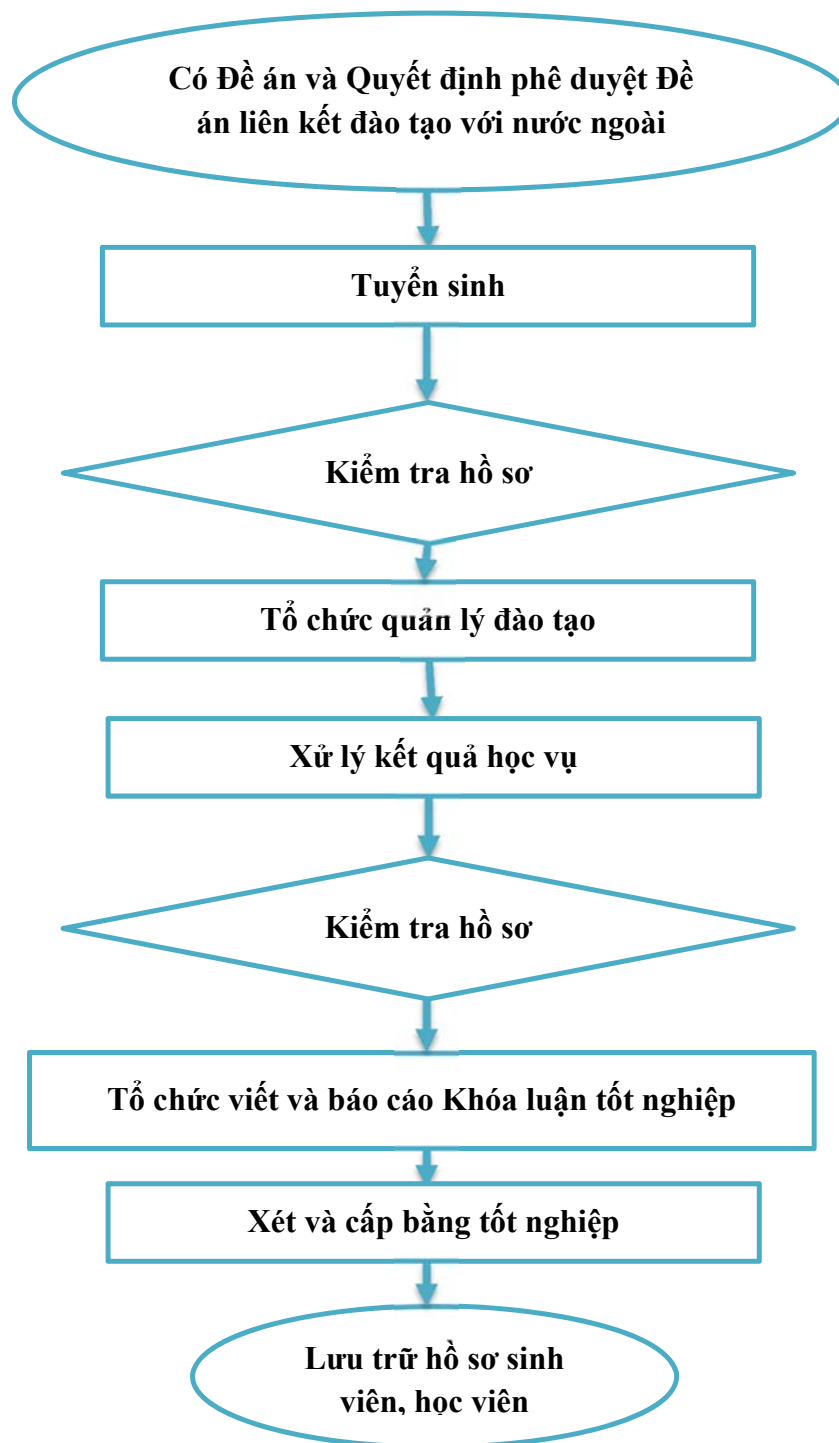 Có Đề án và Quyết định phê duyệt Đề
án liên kết đào tạo với nước ngoài
Tuyển sinh
Kiểm tra hồ sơ
Tổ chức quản lý đào tạo
Xử lý kết quả học vụ
Kiểm tra hồ sơ
Tổ chức viết và báo cáo Khóa luận tốt nghiệp
Xét và cấp bằng tốt nghiệp
Lưu trữ hồ sơ sinh
viên, học viên